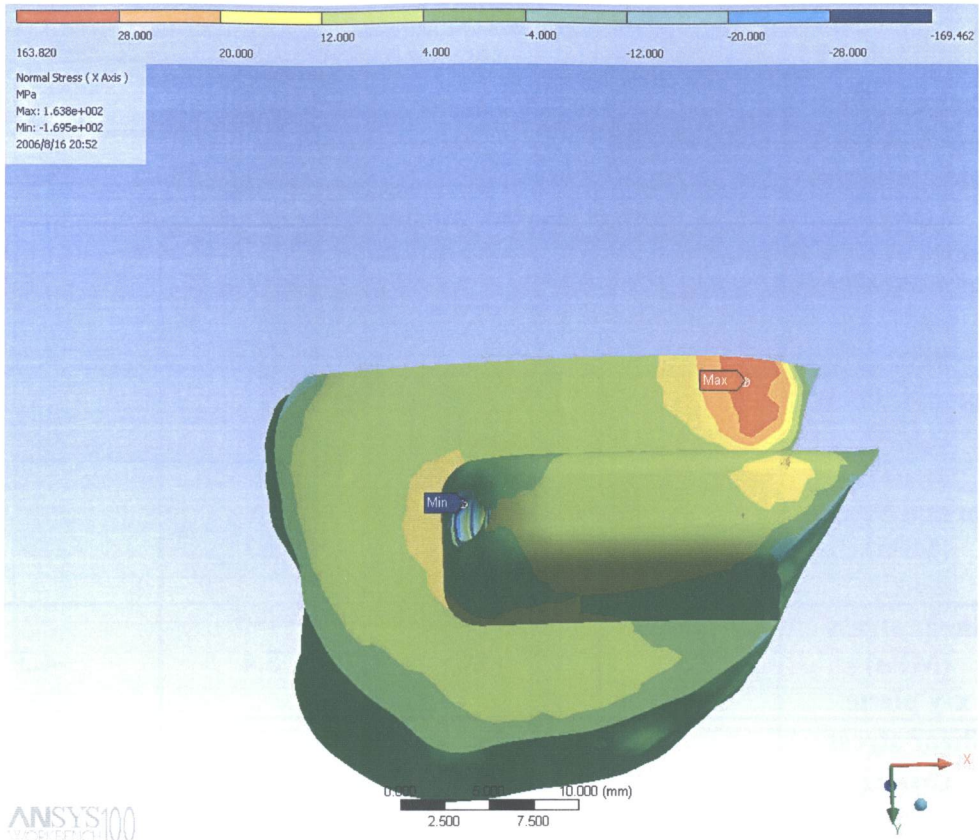 28.000 12.000 -4.000 -20.000 -169.462
163.820 20.000 4.000 -12.000 -28.000
Normal Stress ( X Axis )
MPa
Max: 1.638e+002
Min: -1.695e+002
2006/8/16 20:52
Max
Min
X
0.000 5.000 10.000 (mm)
2.500 7.500
Y
ANSYS100
WORKBENCH